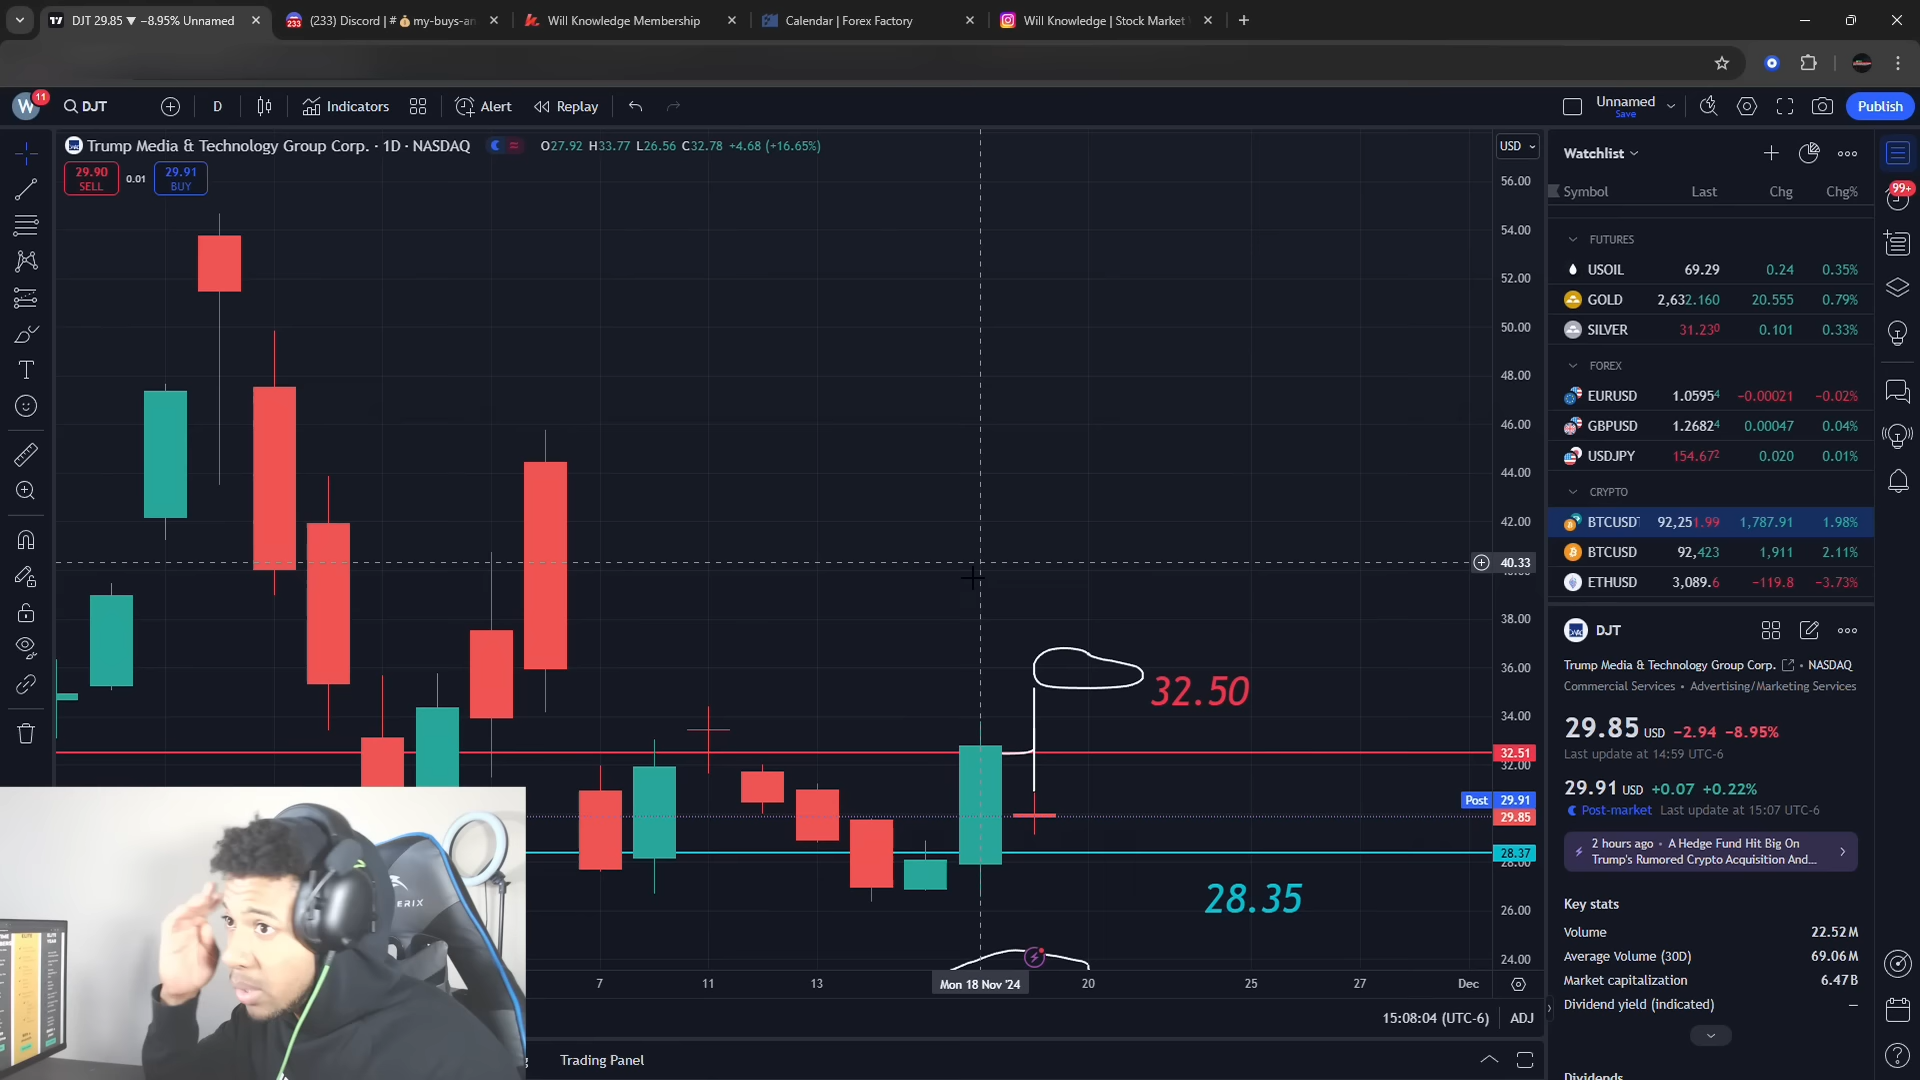 DJT 29.85 ▼ −8.95% Unnamed
(233) Discord | # 💰my-buys-an
Will Knowledge Membership
Calendar | Forex Factory
Will Knowledge | Stock Market
W 11 DJT D Indicators Alert Replay
Unnamed
Save
Publish
Trump Media & Technology Group Corp. · 1D · NASDAQ O27.92 H33.77 L26.56 C32.78 +4.68 (+16.65%)
USD
29.90
SELL
0.01
29.91
BUY
56.00
54.00
52.00
50.00
48.00
46.00
44.00
42.00
40.33
38.00
36.00
34.00
32.51
32.00
Post 29.91
29.85
28.37
28.00
26.00
24.00
32.50
28.35
7 11 13 Mon 18 Nov '24 20 25 27 Dec
15:08:04 (UTC-6) ADJ
Trading Panel
ERIX
Watchlist
Symbol Last Chg Chg%
99+
FUTURES
USOIL 69.29 0.24 0.35%
GOLD 2,632.160 20.555 0.79%
SILVER 31.230 0.101 0.33%
FOREX
EURUSD 1.05954 −0.00021 −0.02%
GBPUSD 1.26824 0.00047 0.04%
USDJPY 154.672 0.020 0.01%
CRYPTO
BTCUSDT 92,251.99 1,787.91 1.98%
BTCUSD 92,423 1,911 2.11%
ETHUSD 3,089.6 −119.8 −3.73%
DJT
Trump Media & Technology Group Corp. • NASDAQ
Commercial Services • Advertising/Marketing Services
29.85 USD −2.94 −8.95%
Last update at 14:59 UTC-6
29.91 USD +0.07 +0.22%
Post-market Last update at 15:07 UTC-6
2 hours ago • A Hedge Fund Hit Big On
Trump's Rumored Crypto Acquisition And...
Key stats
Volume 22.52M
Average Volume (30D) 69.06M
Market capitalization 6.47B
Dividend yield (indicated) —
Dividends